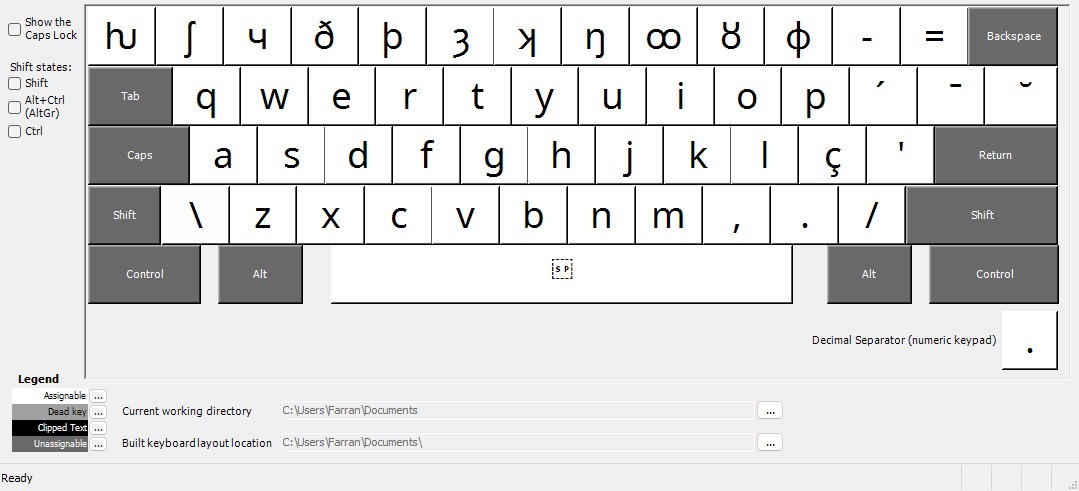 Show the
Caps Lock
Shift states:
Shift
Alt+Ctrl
(AltGr)
Ctrl
ƕ ʃ ч ð þ ȝ ʞ ŋ ꝏ ȣ ɸ - = Backspace
Tab q w e r t y u i o p ´ ¯ ˘
Caps a s d f g h j k l ç ' Return
Shift \ z x c v b n m , . / Shift
Control Alt SP Alt Control
Decimal Separator (numeric keypad) .
Legend
Assignable ...
Dead key ...
Clipped Text ...
Unassignable ...
Current working directory C:\Users\Farran\Documents ...
Built keyboard layout location C:\Users\Farran\Documents\ ...
Ready